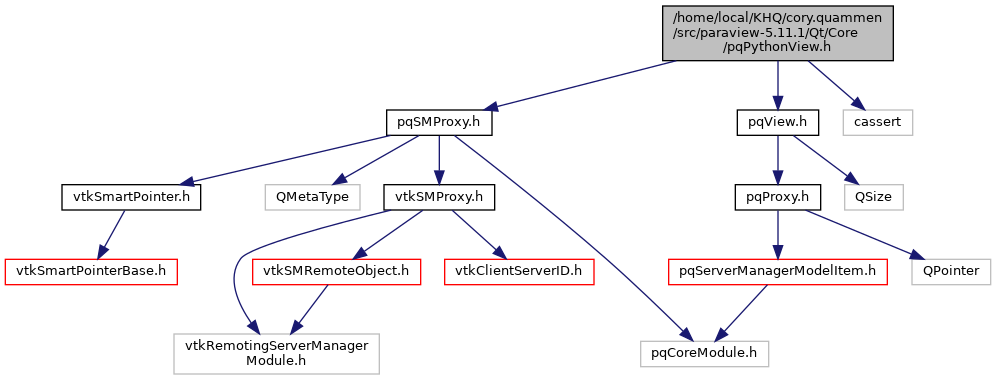 /home/local/KHQ/cory.quammen
/src/paraview-5.11.1/Qt/Core
/pqPythonView.h
pqSMProxy.h
pqView.h
cassert
vtkSmartPointer.h
QMetaType
vtkSMProxy.h
pqProxy.h
QSize
vtkSmartPointerBase.h
vtkSMRemoteObject.h
vtkClientServerID.h
pqServerManagerModelItem.h
QPointer
vtkRemotingServerManager
Module.h
pqCoreModule.h